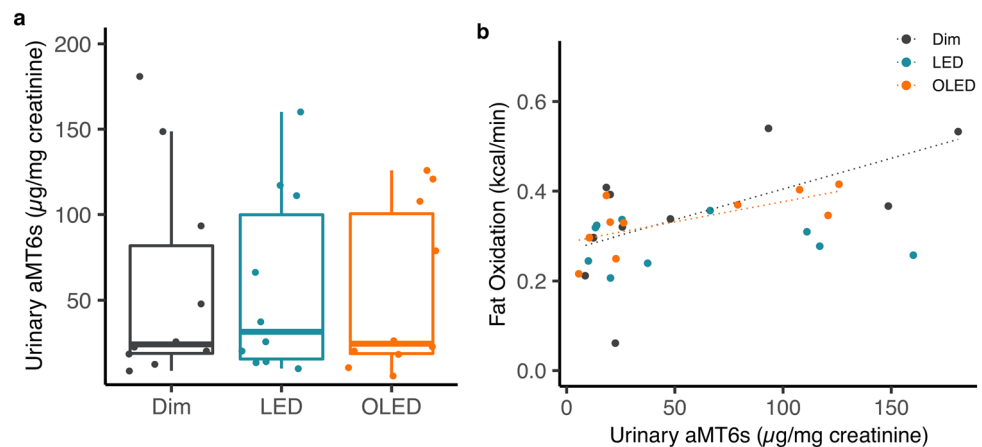 a
Urinary aMT6s (µg/mg creatinine)
200
150
100
50
Dim LED OLED
b
Fat Oxidation (kcal/min)
0.6
0.4
0.2
0.0
0 50 100 150
Urinary aMT6s (µg/mg creatinine)
Dim
LED
OLED